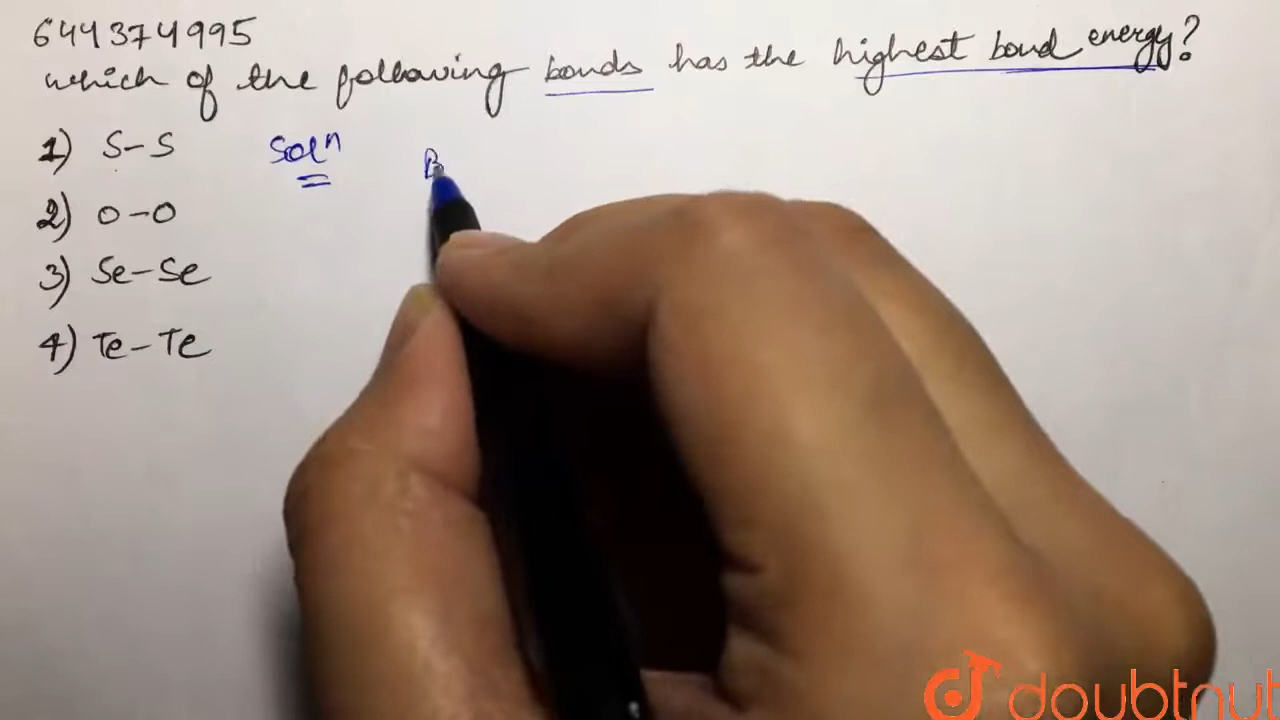 644374995
which of the following bonds has the highest bond energy?
1) S-S
Solⁿ
B
2) O-O
3) Se-Se
4) Te-Te
doubtnut